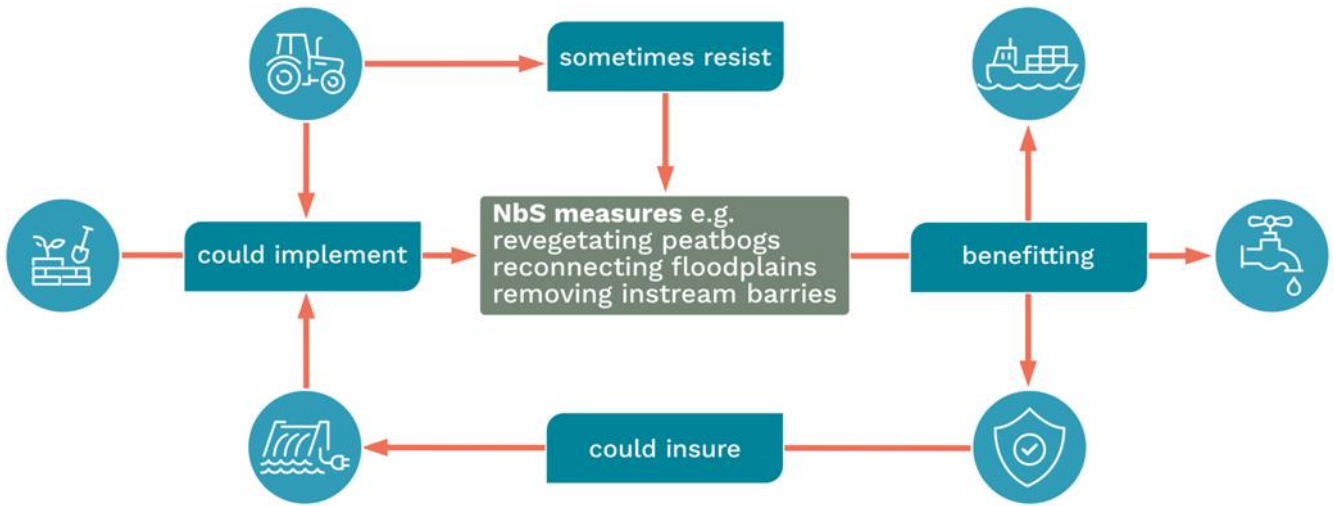 sometimes resist
could implement
NbS measures e.g.
revegetating peatbogs
reconnecting floodplains
removing instream barries
benefitting
could insure